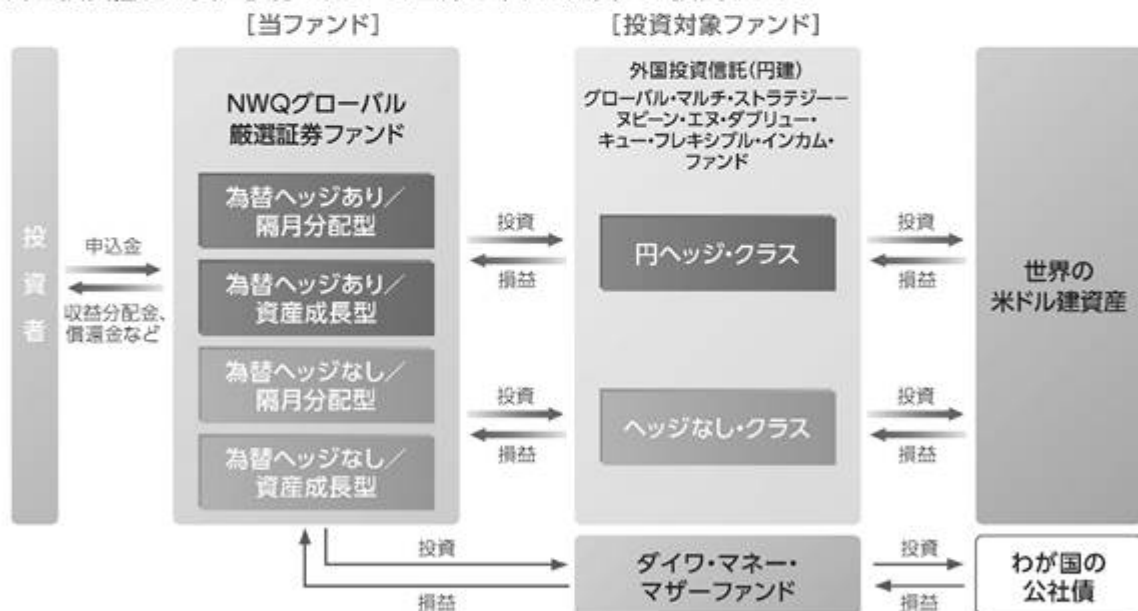 [当ファンド]
[投資対象ファンド]
投資者
申込金
収益分配金、
償還金など
NWQグローバル
厳選証券ファンド
為替ヘッジあり／
隔月分配型
為替ヘッジあり／
資産成長型
為替ヘッジなし／
隔月分配型
為替ヘッジなし／
資産成長型
投資
損益
投資
損益
外国投資信託(円建)
グローバル・マルチ・ストラテジー－
ヌビーン・エヌ・ダブリュー・
キュー・フレキシブル・インカム・
ファンド
円ヘッジ・クラス
ヘッジなし・クラス
投資
損益
投資
損益
世界の
米ドル建資産
投資
損益
ダイワ・マネー・
マザーファンド
投資
損益
わが国の
公社債